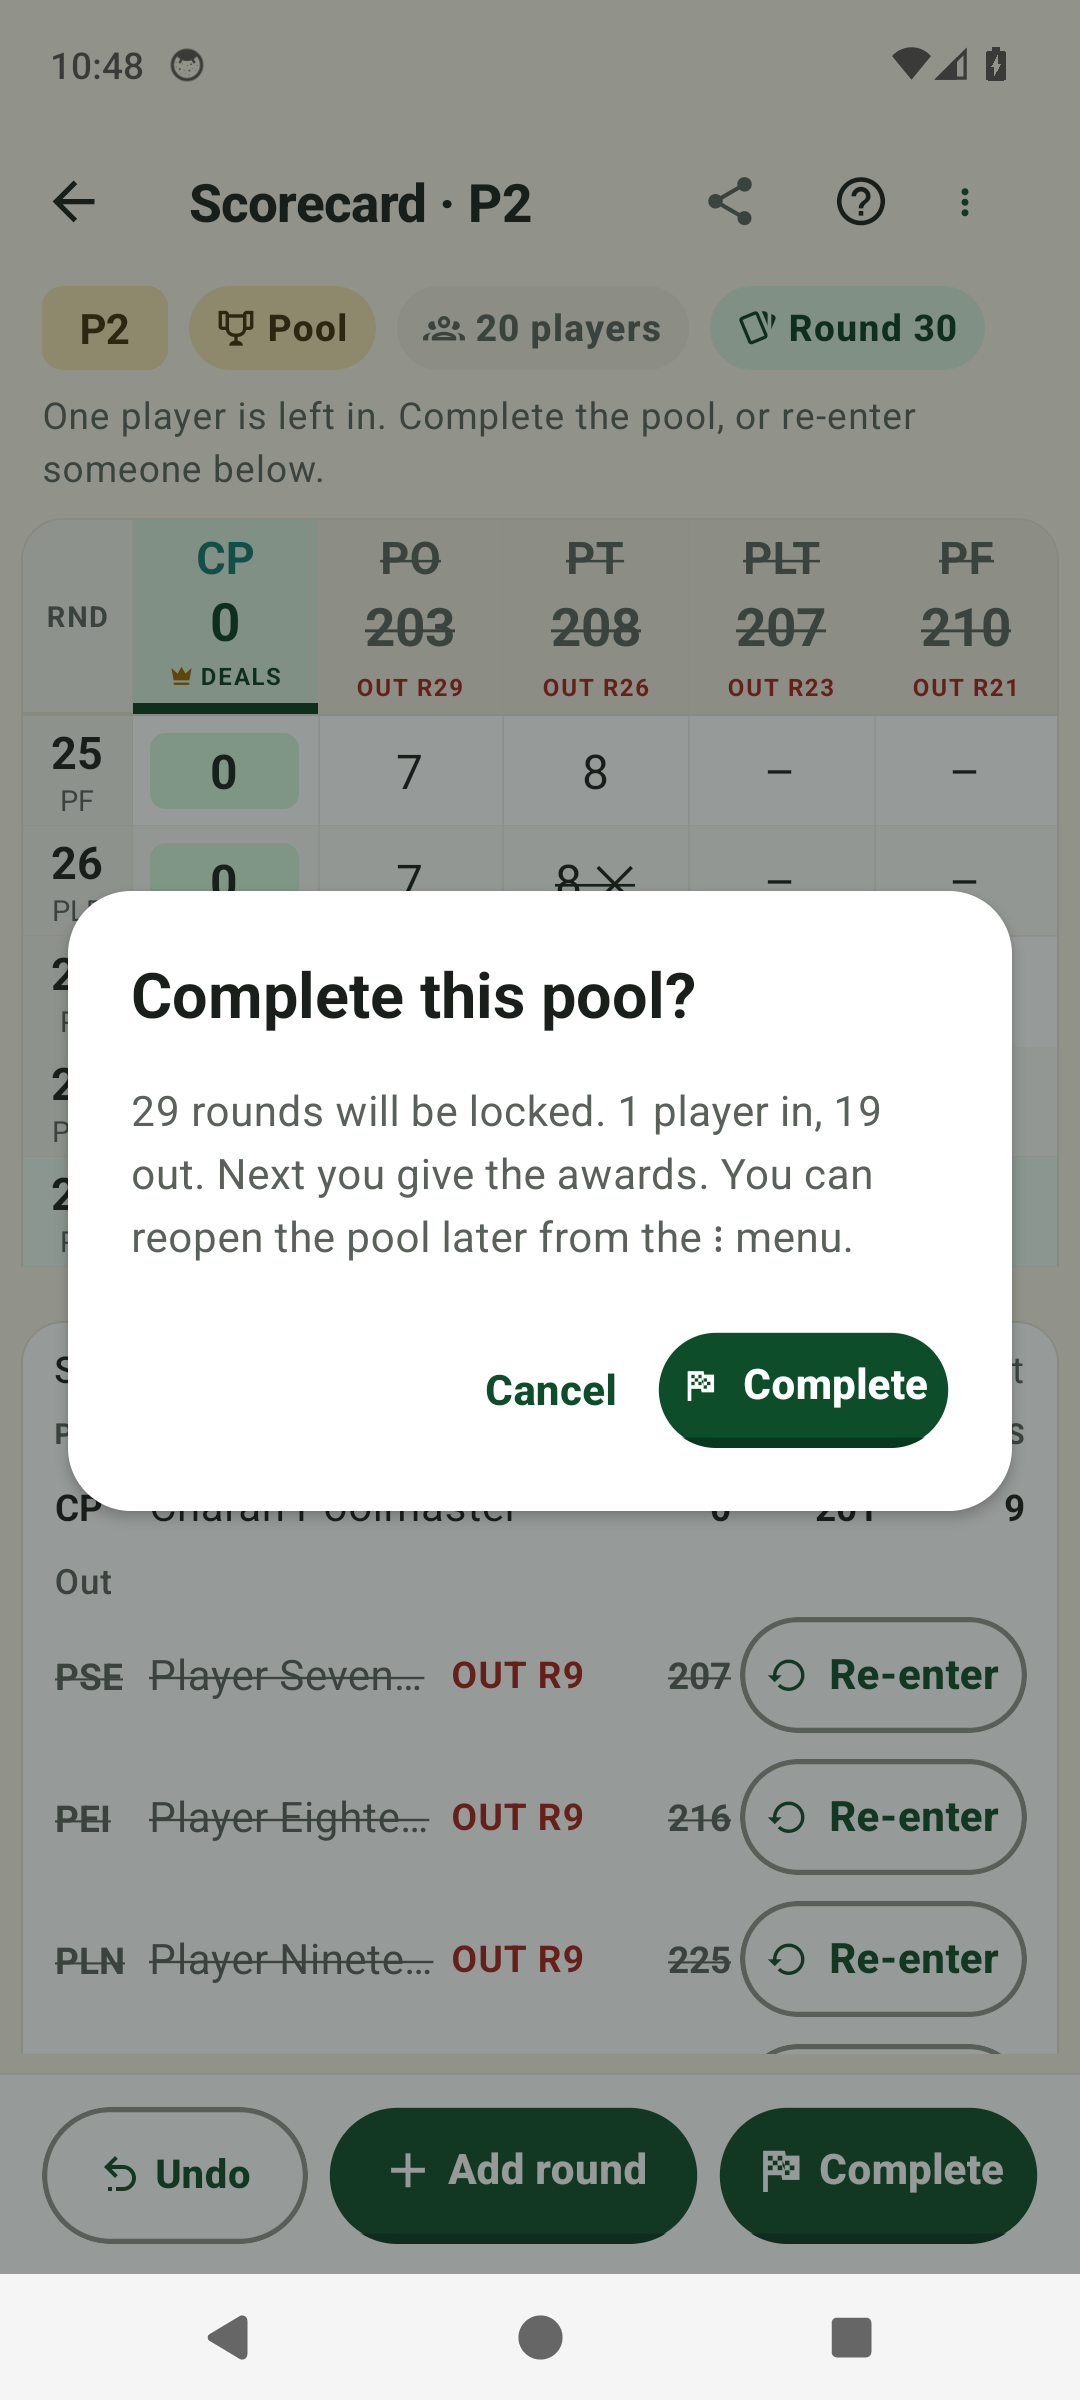 10:48
Scorecard · P2
P2
Pool
20 players
Round 30
One player is left in. Complete the pool, or re-enter
someone below.
RND
CP
0
DEALS
PO
203
OUT R29
PT
208
OUT R26
PLT
207
OUT R23
PF
210
OUT R21
25
PF
0
7
8
–
–
26
0
7
8 ×
–
–
Complete this pool?
29 rounds will be locked. 1 player in, 19
out. Next you give the awards. You can
reopen the pool later from the ⋮ menu.
Cancel
Complete
CP
9
Out
PSE Player Seven... OUT R9 207 Re-enter
PEI Player Eighte... OUT R9 216 Re-enter
PLN Player Ninete... OUT R9 225 Re-enter
Undo
Add round
Complete